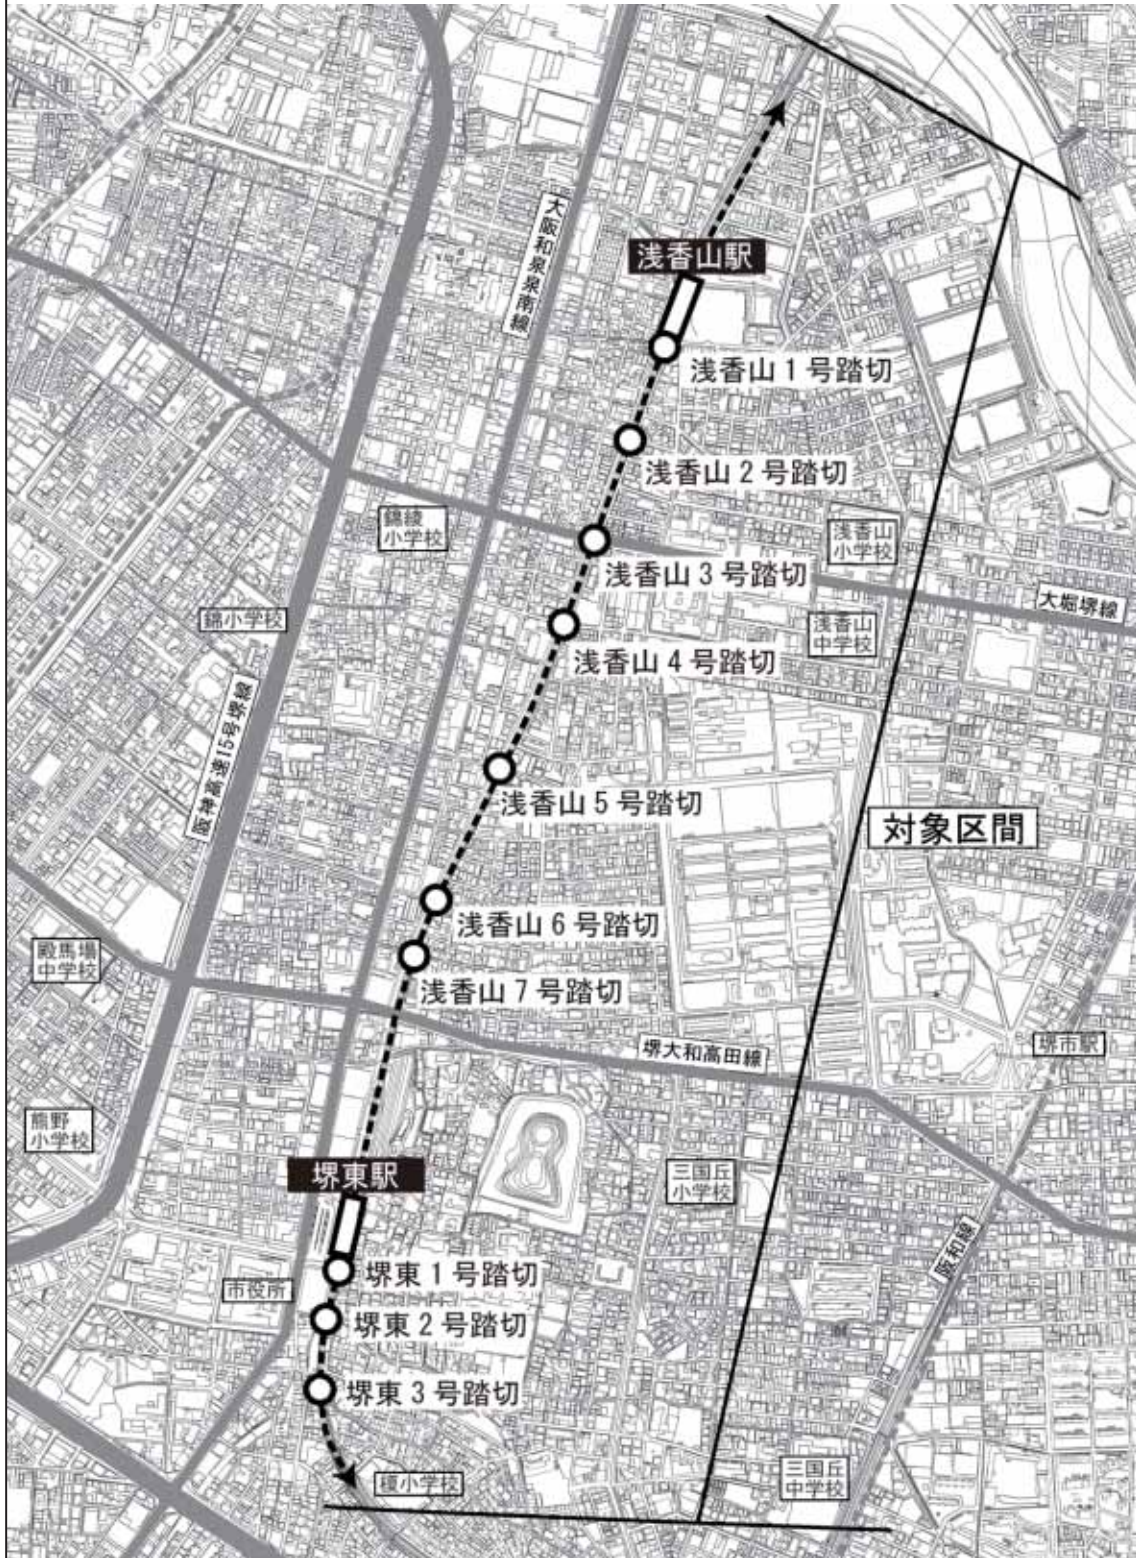 大阪和泉泉南線
浅香山駅
浅香山1号踏切
浅香山2号踏切
錦綾
小学校
浅香山
小学校
浅香山3号踏切
大堀堺線
錦小学校
浅香山
中学校
浅香山4号踏切
阪神高速15号堺線
浅香山5号踏切
対象区間
浅香山6号踏切
殿馬場
中学校
浅香山7号踏切
堺大和高田線
堺市駅
熊野
小学校
堺東駅
三国丘
小学校
阪和線
堺東1号踏切
市役所
堺東2号踏切
堺東3号踏切
榎小学校
三国丘
中学校